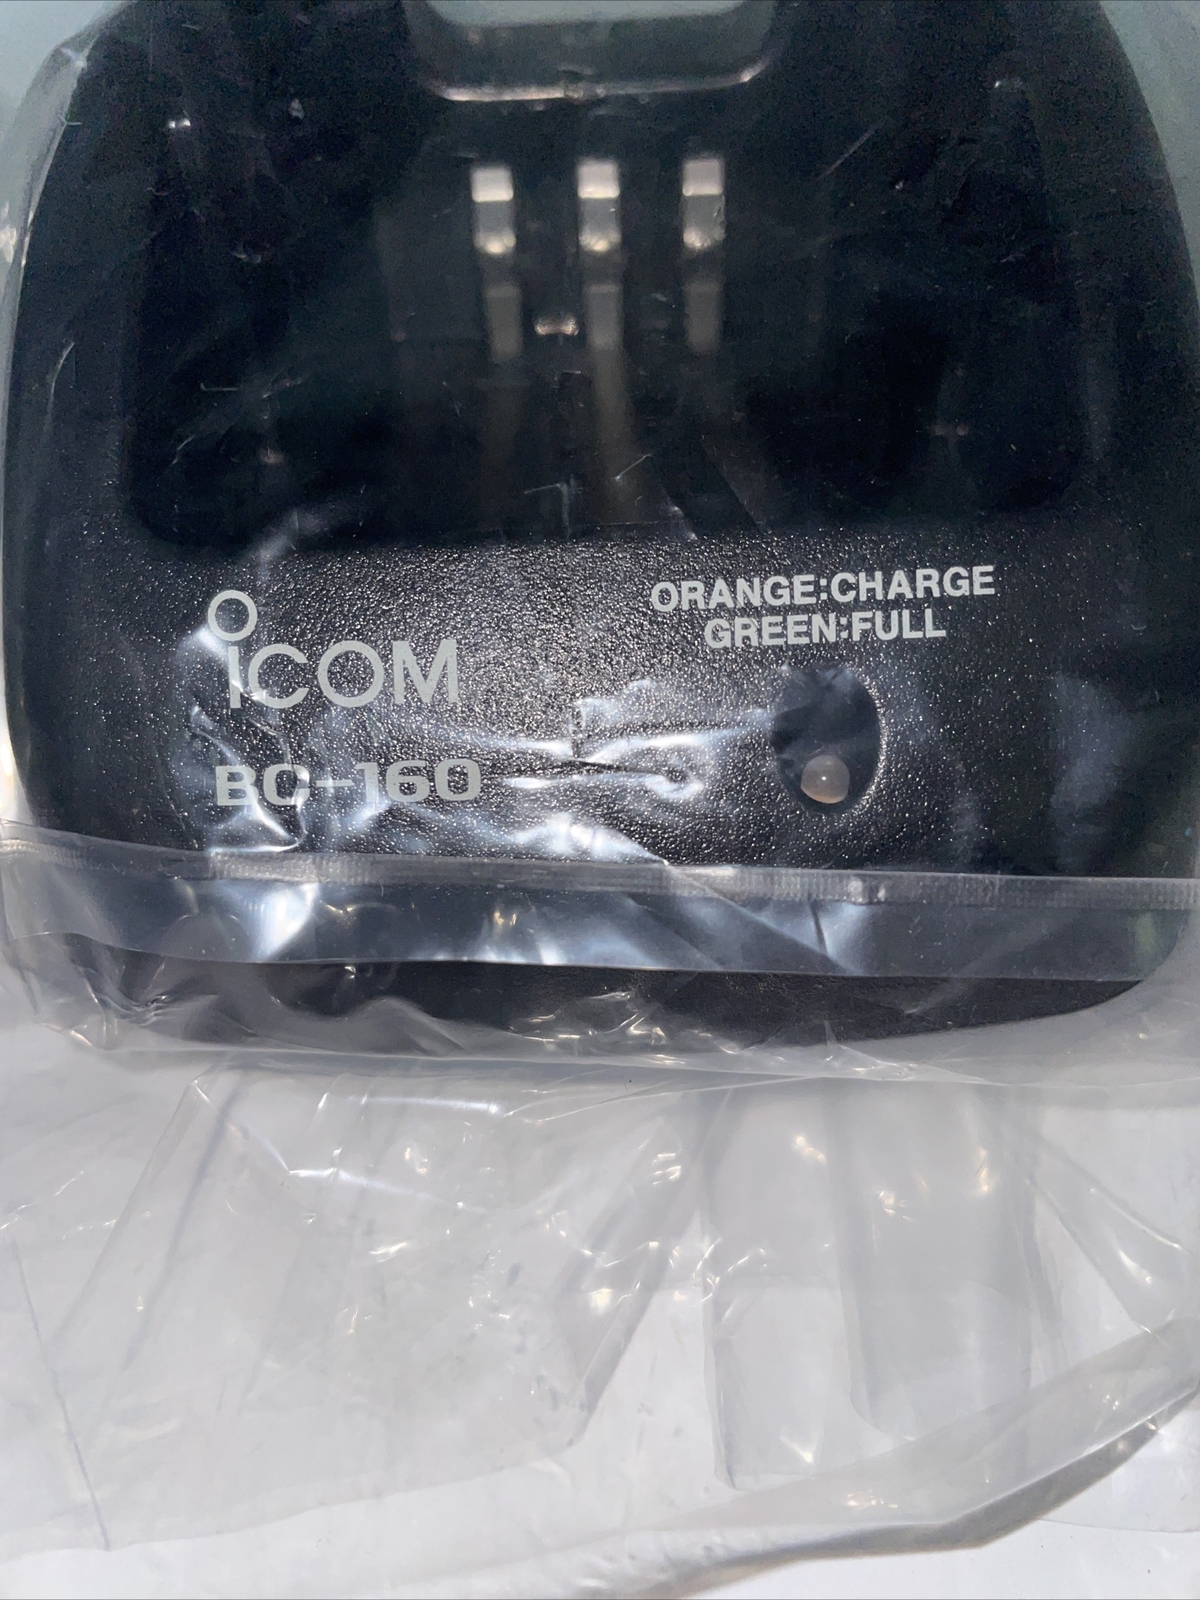 ICOM
BC-160
ORANGE:CHARGE
GREEN:FULL